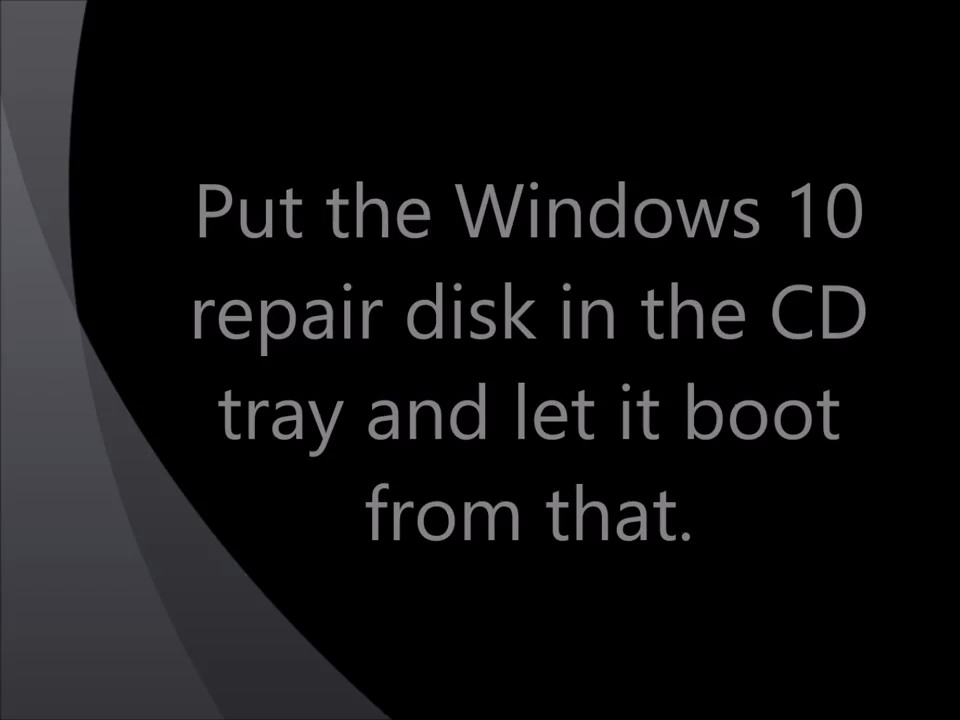 Put the Windows 10
repair disk in the CD
tray and let it boot
from that.